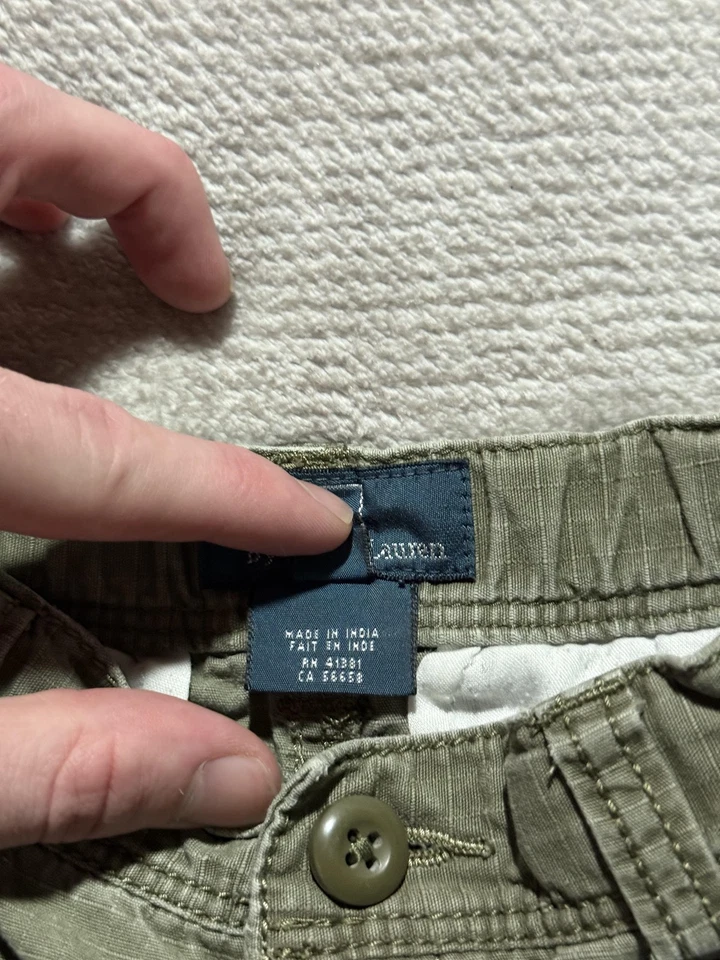 Lauren
MADE IN INDIA
FAIT EN INDE
RN 41381
CA 56658